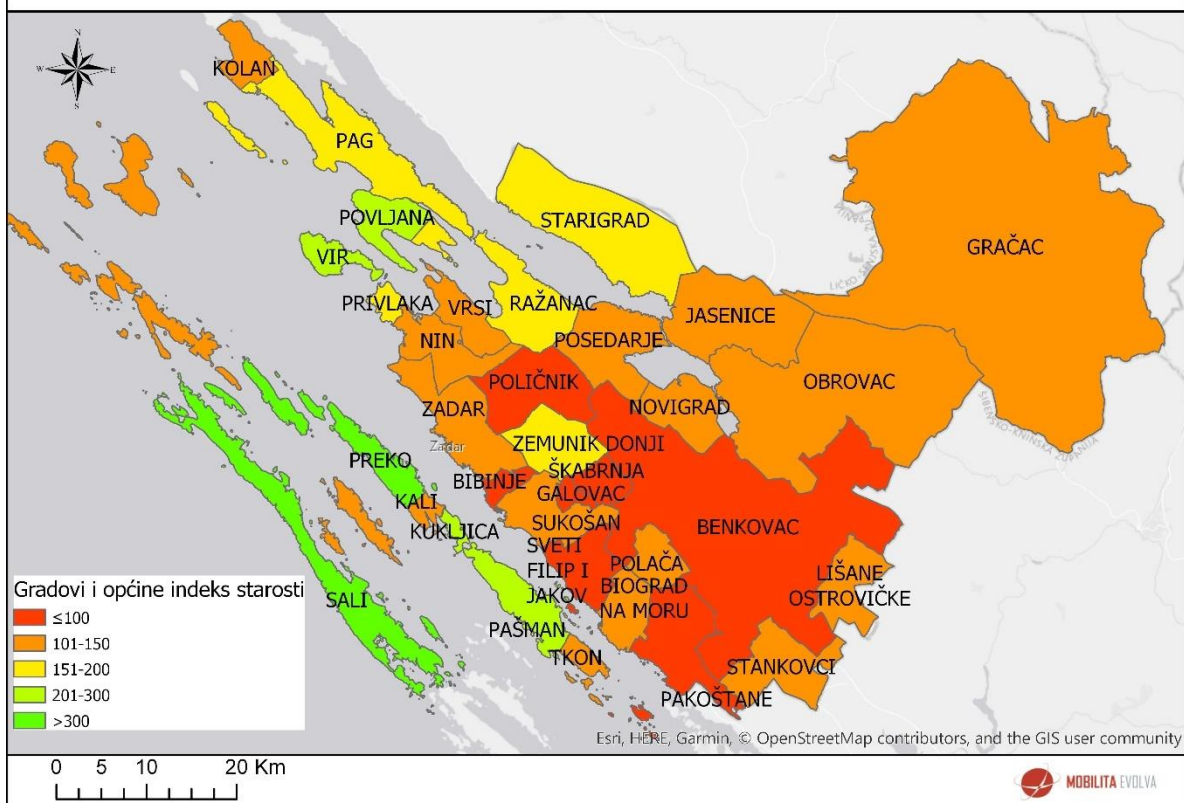 N
W E
S
KOLAN
PAG
POVLJANA
VIR
PRIVLAKA
VRSI
NIN
RAŽANAC
STARIGRAD
GRAČAC
JASENICE
POSEDARJE
OBROVAC
POLIČNIK
NOVIGRAD
ZADAR
Zadar
ZEMUNIK DONJI
PREKO
BIBINJE
ŠKABRNJA
GALOVAC
KALI
KUKLJICA
SUKOŠAN
BENKOVAC
SVETI
FILIP I
JAKOV
POLAČA
BIOGRAD
NA MORU
LIŠANE
OSTROVIČKE
SALI
PAŠMAN
TKON
STANKOVCI
PAKOŠTANE
ŠIBENSKO-KNINSKA ŽUPANIJA
Gradovi i općine indeks starosti
≤100
101-150
151-200
201-300
>300
Esri, HERE, Garmin, © OpenStreetMap contributors, and the GIS user community
0 5 10 20 Km
MOBILITA EVOLVA